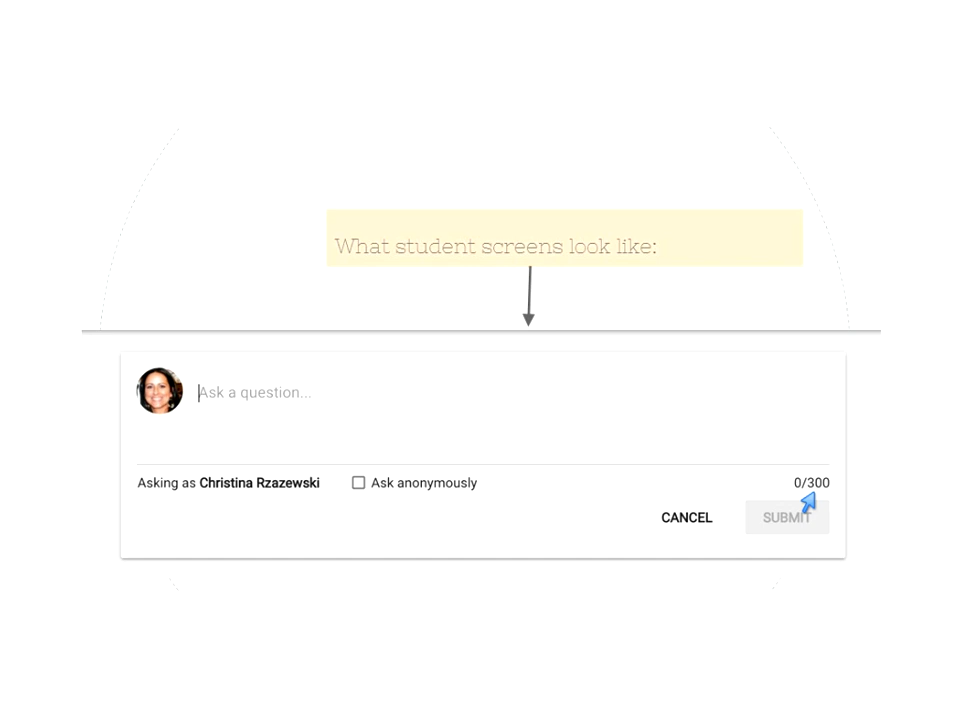 What student screens look like:
Ask a question...
Asking as Christina Rzazewski Ask anonymously 0/300
CANCEL SUBMIT